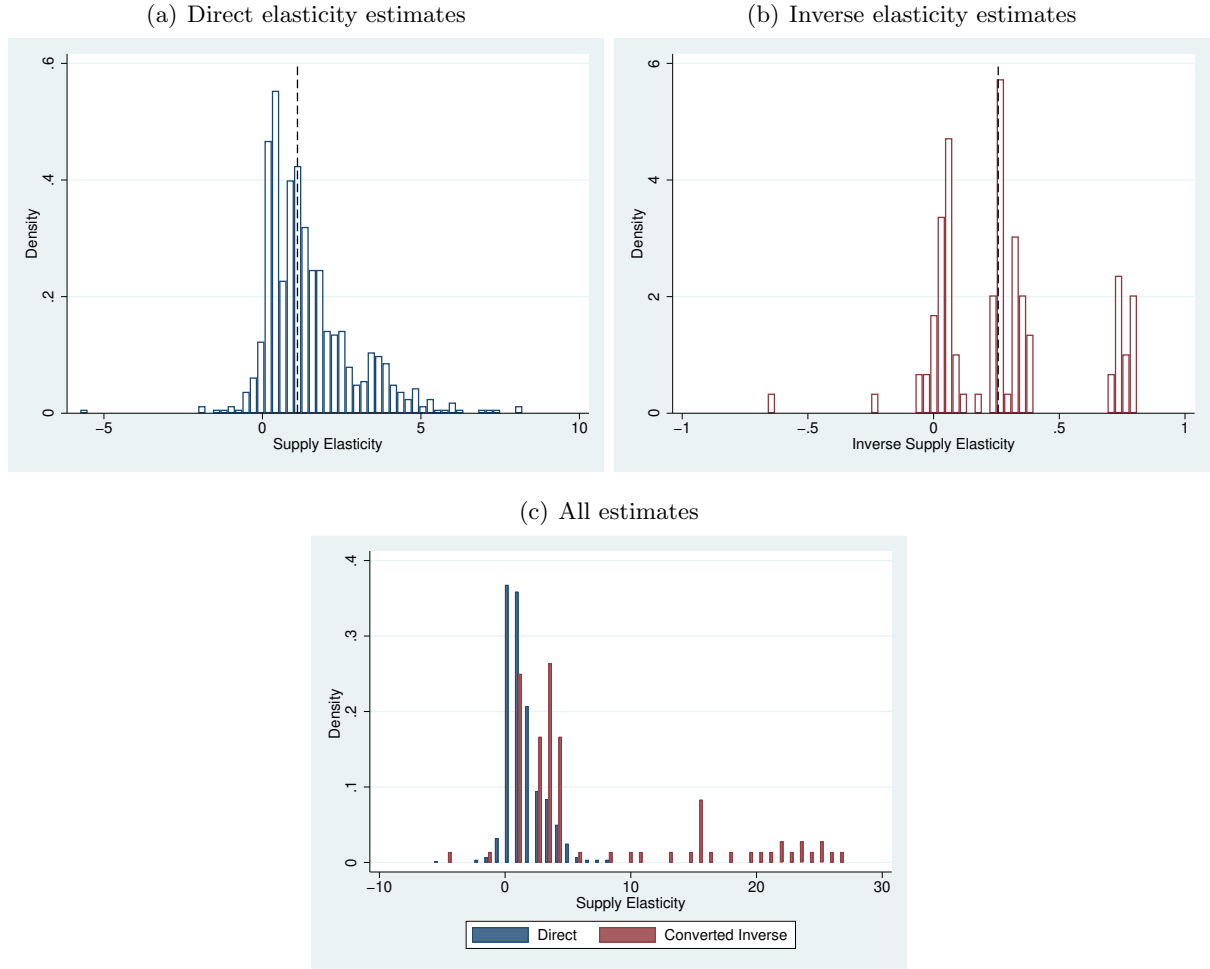 (a) Direct elasticity estimates
.6
.4
.2
0
Density
−5
0
5
10
Supply Elasticity
(b) Inverse elasticity estimates
6
4
2
0
Density
−1
−.5
0
.5
1
Inverse Supply Elasticity
(c) All estimates
.4
.3
.2
.1
0
Density
−10
0
10
20
30
Supply Elasticity
Direct
Converted Inverse